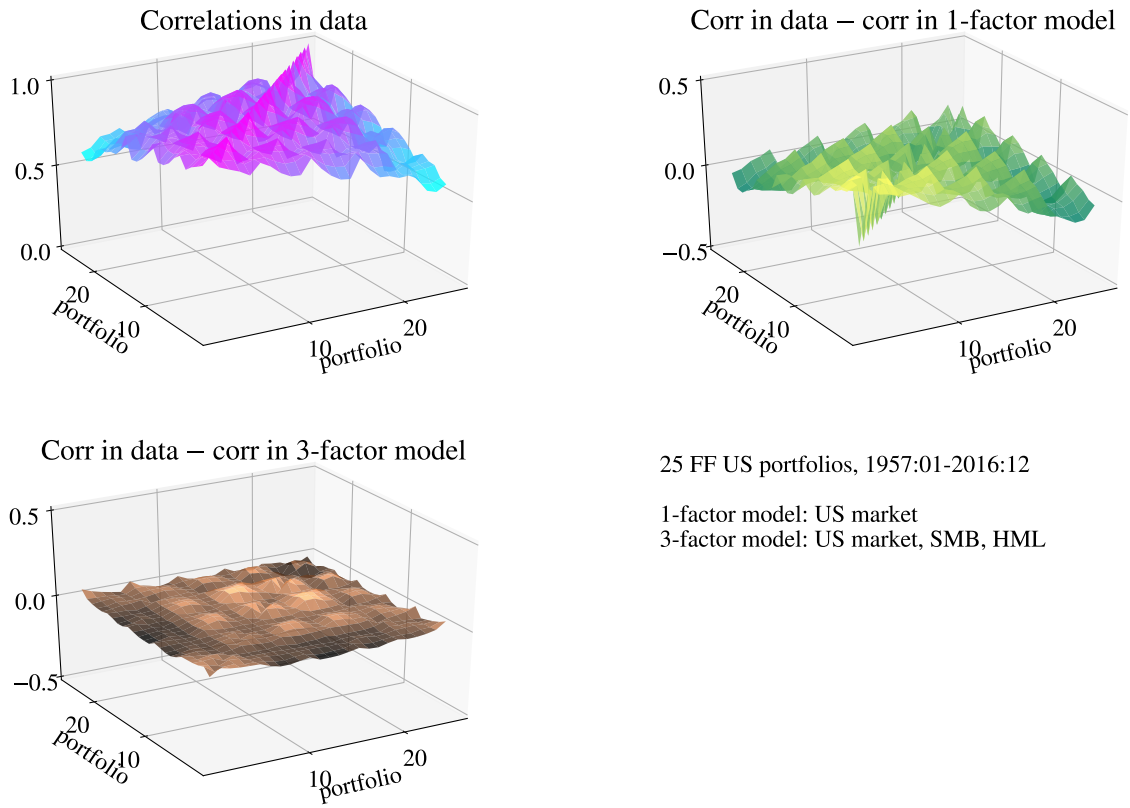 Correlations in data
1.0
0.5
0.0
20
10
portfolio
10
20
portfolio
Corr in data − corr in 1-factor model
0.5
0.0
−0.5
20
10
portfolio
10
20
portfolio
Corr in data − corr in 3-factor model
0.5
0.0
−0.5
20
10
portfolio
10
20
portfolio
25 FF US portfolios, 1957:01-2016:12
1-factor model: US market
3-factor model: US market, SMB, HML